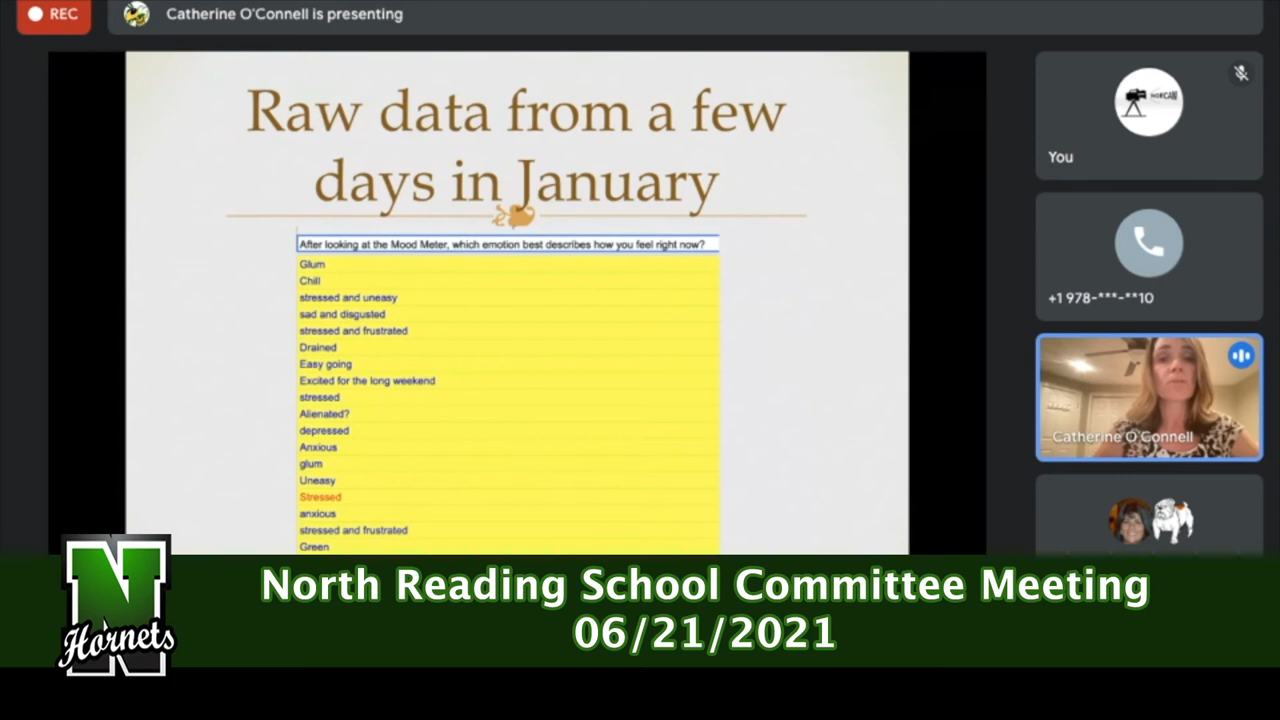 REC
Catherine O'Connell is presenting
Raw data from a few
days in January
After looking at the Mood Meter, which emotion best describes how you feel right now?
Glum
Chill
stressed and uneasy
sad and disgusted
stressed and frustrated
Drained
Easy going
Excited for the long weekend
stressed
Alienated?
depressed
Anxious
glum
Uneasy
Stressed
anxious
stressed and frustrated
Green
NORCAM
You
+1 978-***-**10
Catherine O'Connell
N
Hornets
North Reading School Committee Meeting
06/21/2021